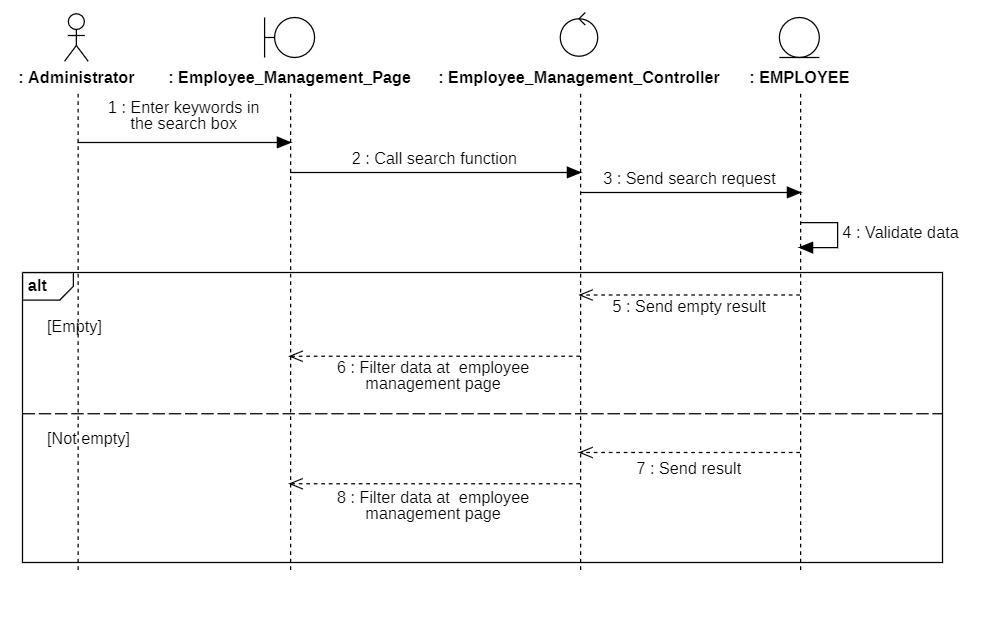 : Administrator : Employee_Management_Page : Employee_Management_Controller : EMPLOYEE
1 : Enter keywords in
the search box
2 : Call search function
3 : Send search request
4 : Validate data
alt
5 : Send empty result
[Empty]
6 : Filter data at  employee
management page
[Not empty]
7 : Send result
8 : Filter data at  employee
management page